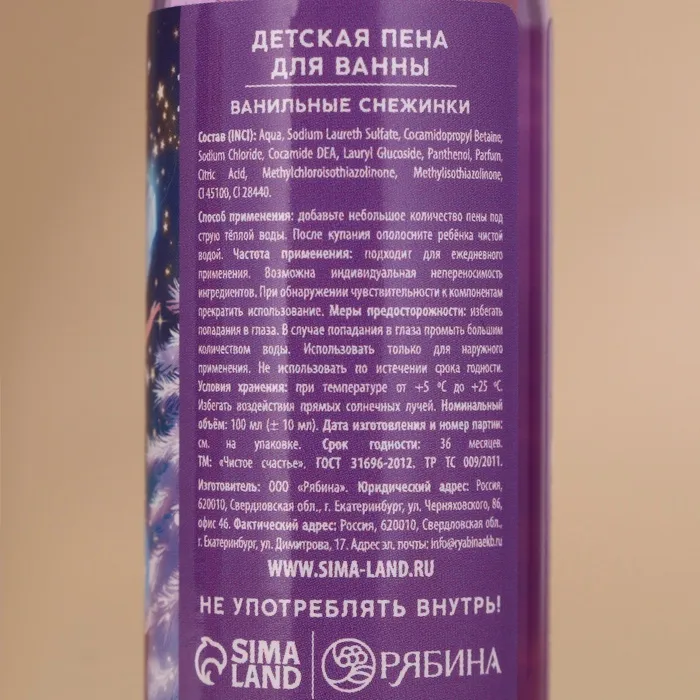 ДЕТСКАЯ ПЕНА
ДЛЯ ВАННЫ
ВАНИЛЬНЫЕ СНЕЖИНКИ
Состав (INCI): Aqua, Sodium Laureth Sulfate, Cocamidopropyl Betaine,
Sodium Chloride, Cocamide DEA, Lauryl Glucoside, Panthenol, Parfum,
Citric Acid, Methylchloroisothiazolinone, Methylisothiazolinone,
CI 45100, CI 28440.
Способ применения: добавьте небольшое количество пены под
струю тёплой воды. После купания ополосните ребёнка чистой
водой. Частота применения: подходит для ежедневного
применения. Возможна индивидуальная непереносимость
ингредиентов. При обнаружении чувствительности к компонентам
прекратить использование. Меры предосторожности: избегать
попадания в глаза. В случае попадания в глаза промыть большим
количеством воды. Использовать только для наружного
применения. Не использовать по истечении срока годности.
Условия хранения: при температуре от +5 ºC до +25 ºC.
Избегать воздействия прямых солнечных лучей. Номинальный
объём: 100 мл (± 10 мл). Дата изготовления и номер партии:
см. на упаковке. Срок годности: 36 месяцев.
ТМ: «Чистое счастье». ГОСТ 31696-2012. ТР ТС 009/2011.
Изготовитель: ООО «Рябина». Юридический адрес: Россия,
620010, Свердловская обл., г. Екатеринбург, ул. Черняховского, 86,
офис 46. Фактический адрес: Россия, 620010, Свердловская обл.,
г. Екатеринбург, ул. Димитрова, 17. Адрес эл. почты: info@ryabinaekb.ru
WWW.SIMA-LAND.RU
НЕ УПОТРЕБЛЯТЬ ВНУТРЬ!
SIMA
LAND
РЯБИНА